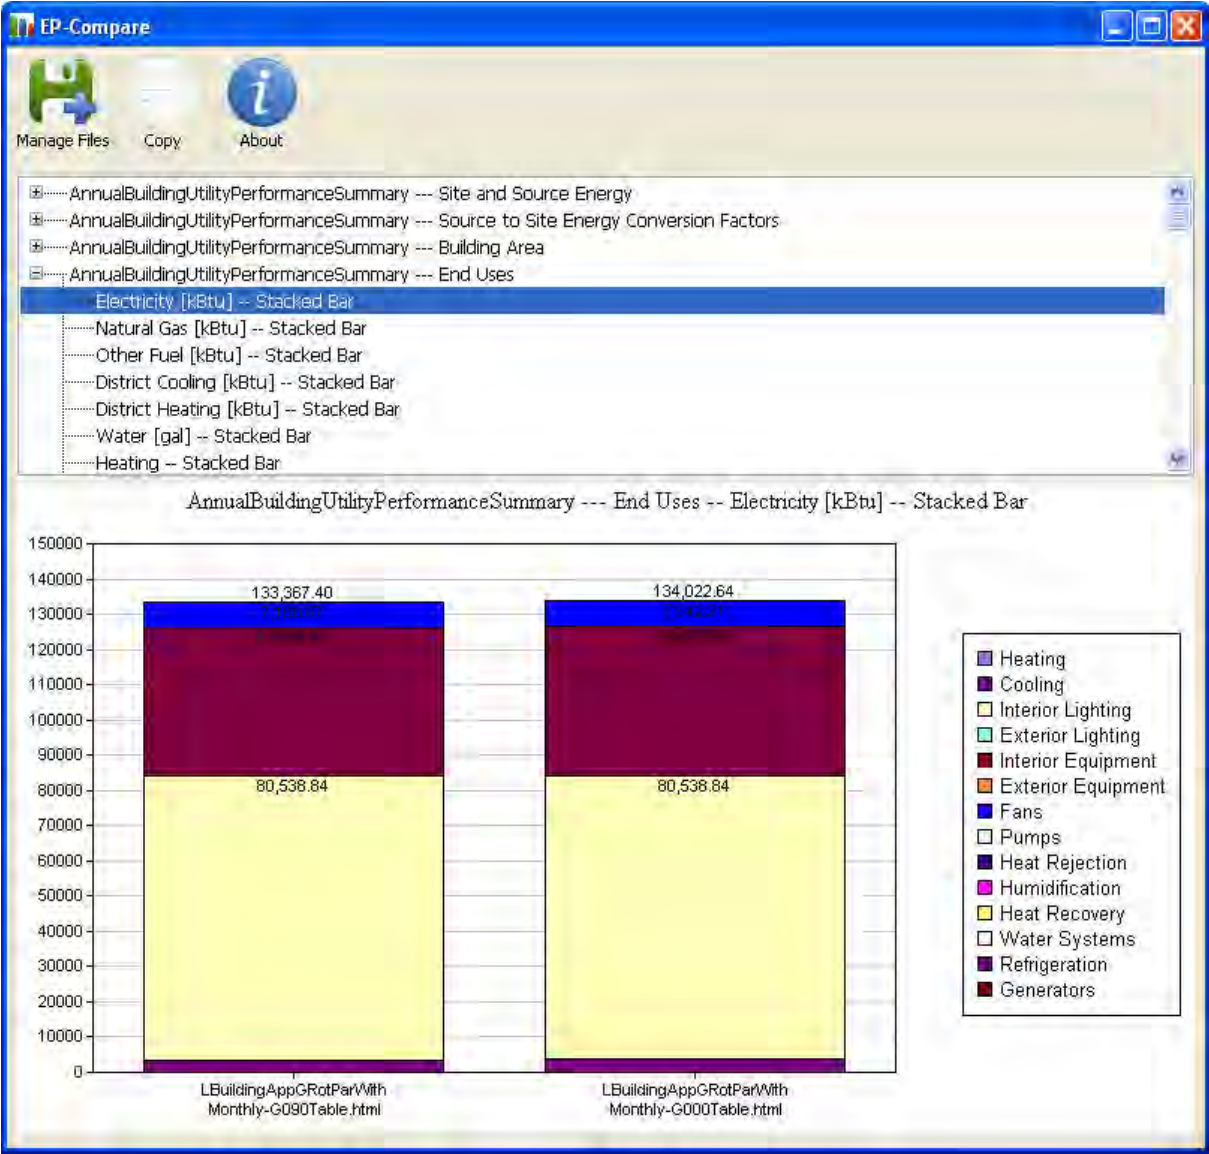 EP-Compare
Manage Files
Copy
About
AnnualBuildingUtilityPerformanceSummary --- Site and Source Energy
AnnualBuildingUtilityPerformanceSummary --- Source to Site Energy Conversion Factors
AnnualBuildingUtilityPerformanceSummary --- Building Area
AnnualBuildingUtilityPerformanceSummary --- End Uses
Electricity [kBtu] -- Stacked Bar
Natural Gas [kBtu] -- Stacked Bar
Other Fuel [kBtu] -- Stacked Bar
District Cooling [kBtu] -- Stacked Bar
District Heating [kBtu] -- Stacked Bar
Water [gal] -- Stacked Bar
Heating -- Stacked Bar
AnnualBuildingUtilityPerformanceSummary --- End Uses -- Electricity [kBtu] -- Stacked Bar
150000
140000
130000
120000
110000
100000
90000
80000
70000
60000
50000
40000
30000
20000
10000
0
133,367.40
134,022.64
80,538.84
80,538.84
LBuildingAppGRotParWith
Monthly-G090Table.html
LBuildingAppGRotParWith
Monthly-G000Table.html
Heating
Cooling
Interior Lighting
Exterior Lighting
Interior Equipment
Exterior Equipment
Fans
Pumps
Heat Rejection
Humidification
Heat Recovery
Water Systems
Refrigeration
Generators